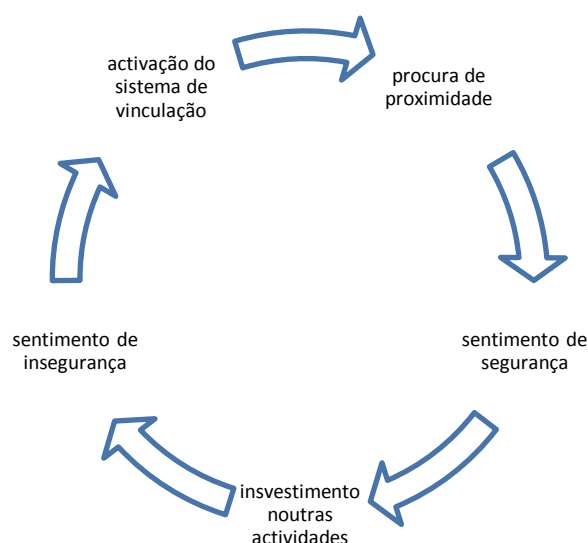 activação do
sistema de
vinculação
procura de
proximidade
sentimento de
segurança
insvestimento
noutras
actividades
sentimento de
insegurança